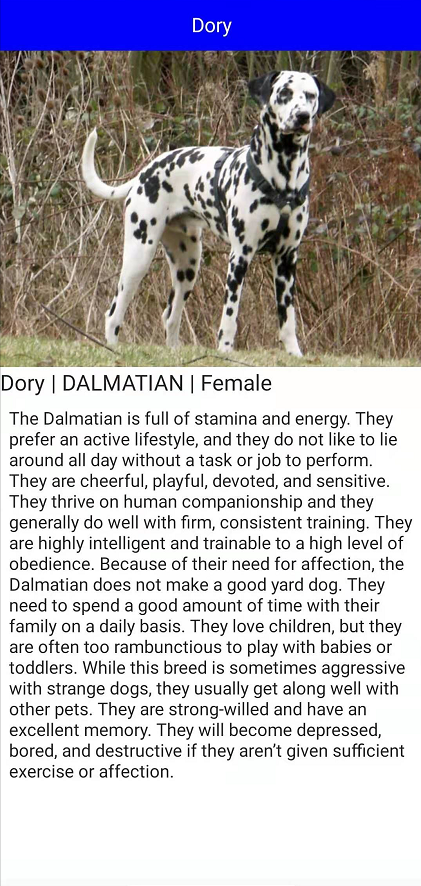 Dory
Dory | DALMATIAN | Female
The Dalmatian is full of stamina and energy. They
prefer an active lifestyle, and they do not like to lie
around all day without a task or job to perform.
They are cheerful, playful, devoted, and sensitive.
They thrive on human companionship and they
generally do well with firm, consistent training. They
are highly intelligent and trainable to a high level of
obedience. Because of their need for affection, the
Dalmatian does not make a good yard dog. They
need to spend a good amount of time with their
family on a daily basis. They love children, but they
are often too rambunctious to play with babies or
toddlers. While this breed is sometimes aggressive
with strange dogs, they usually get along well with
other pets. They are strong-willed and have an
excellent memory. They will become depressed,
bored, and destructive if they aren’t given sufficient
exercise or affection.